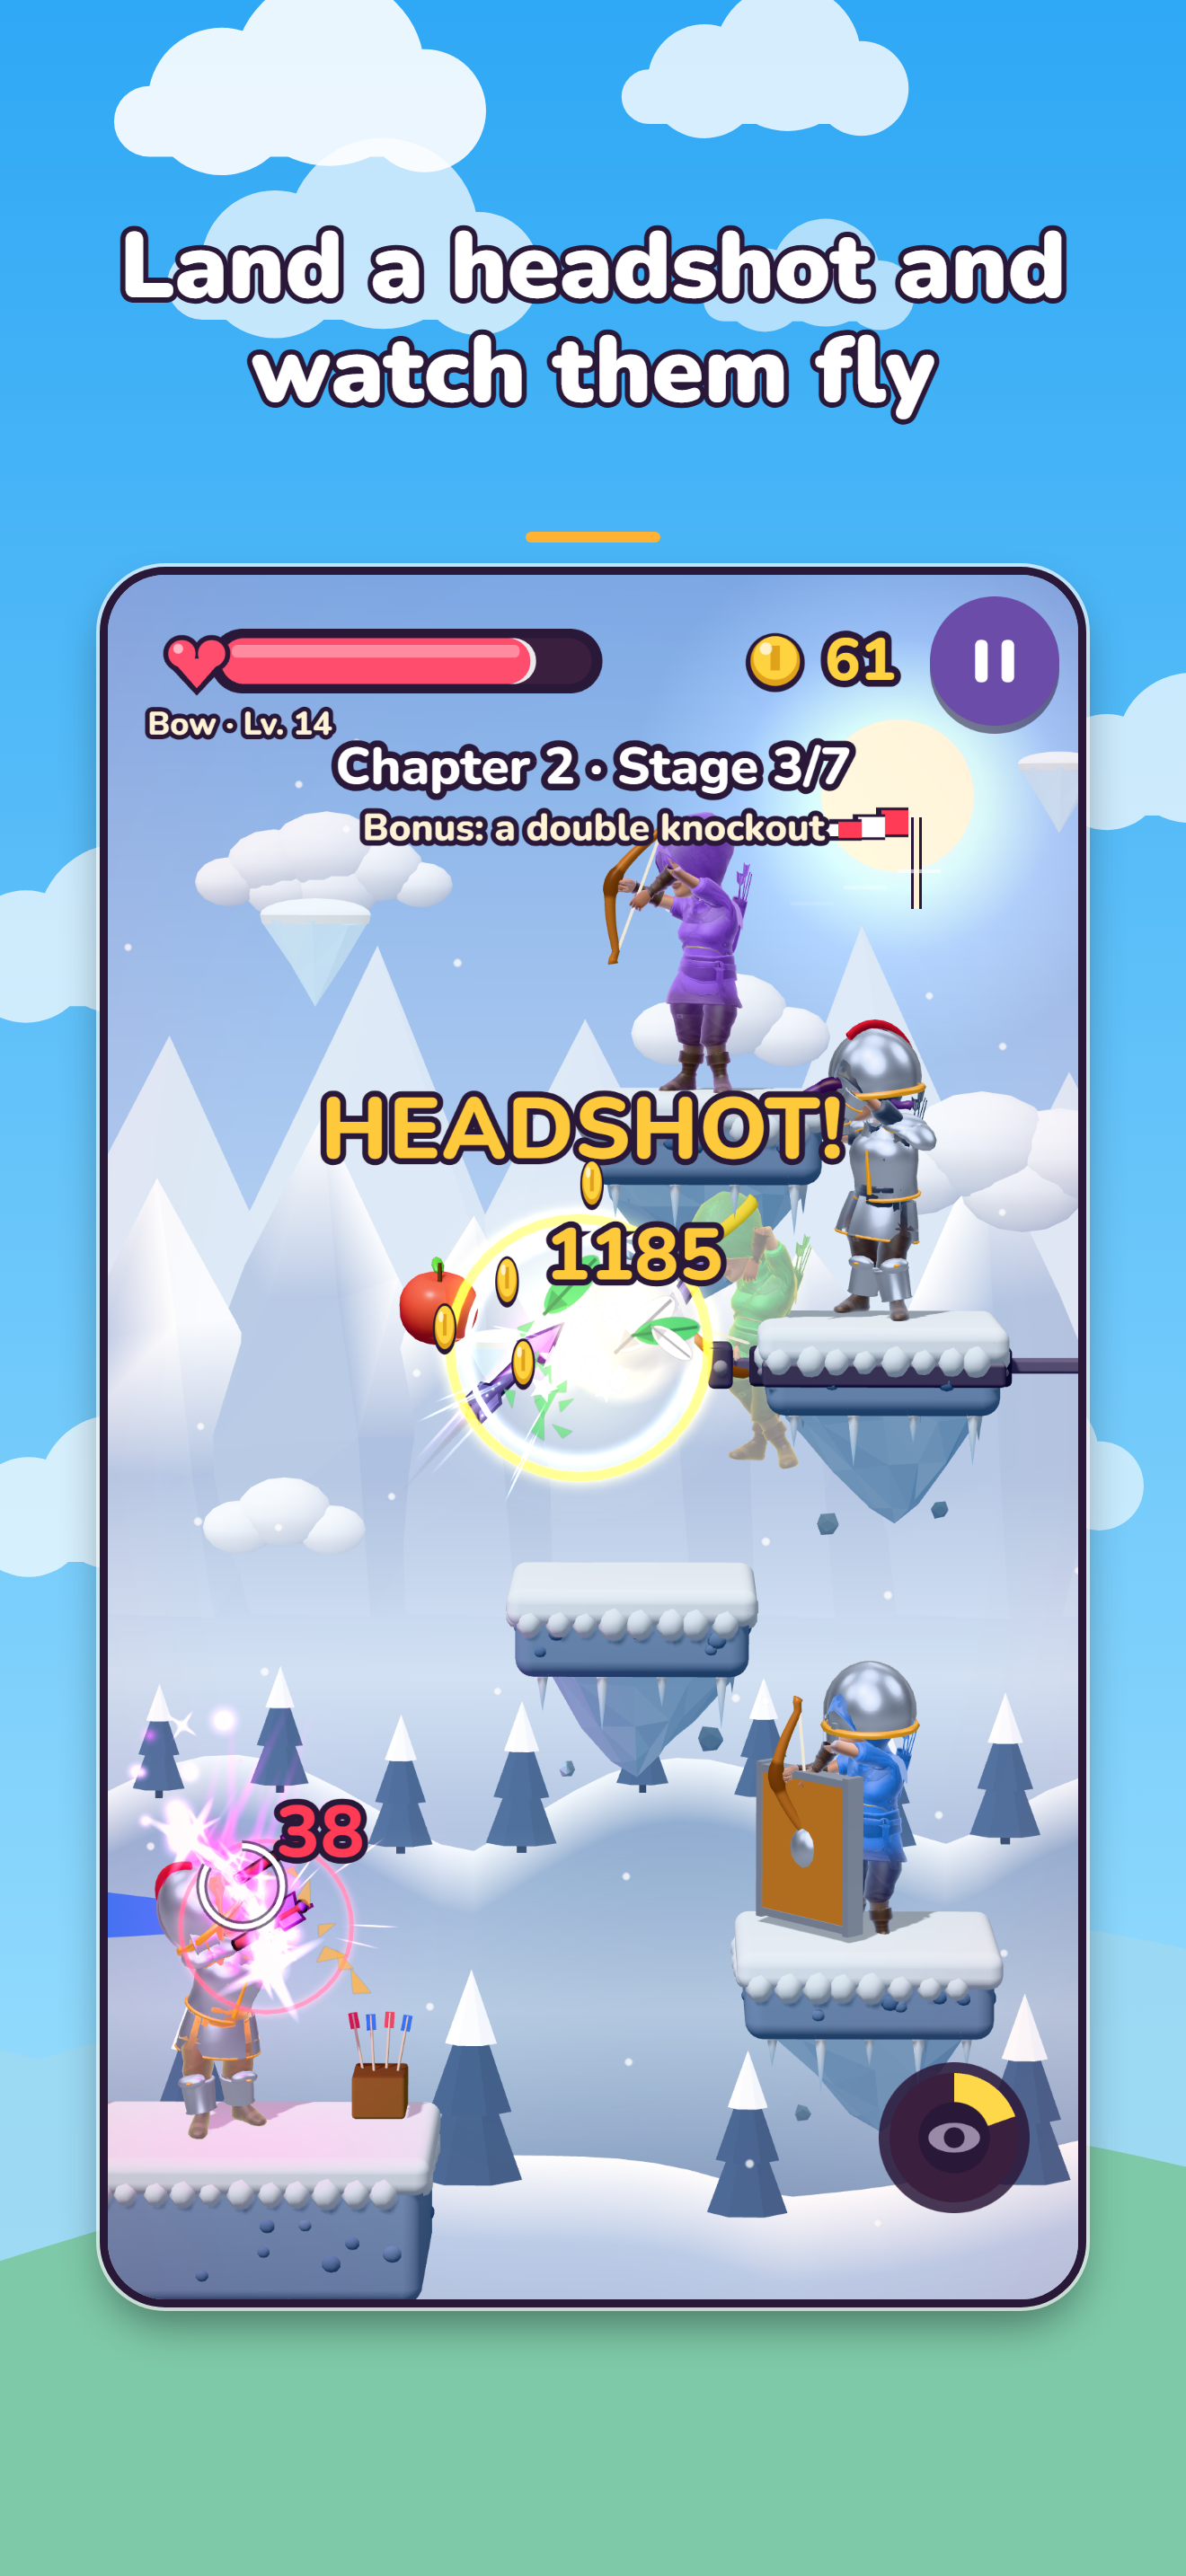 Land a headshot and
watch them fly
61
Bow · Lv. 14
Chapter 2 · Stage 3/7
Bonus: a double knockout
HEADSHOT!
1185
38